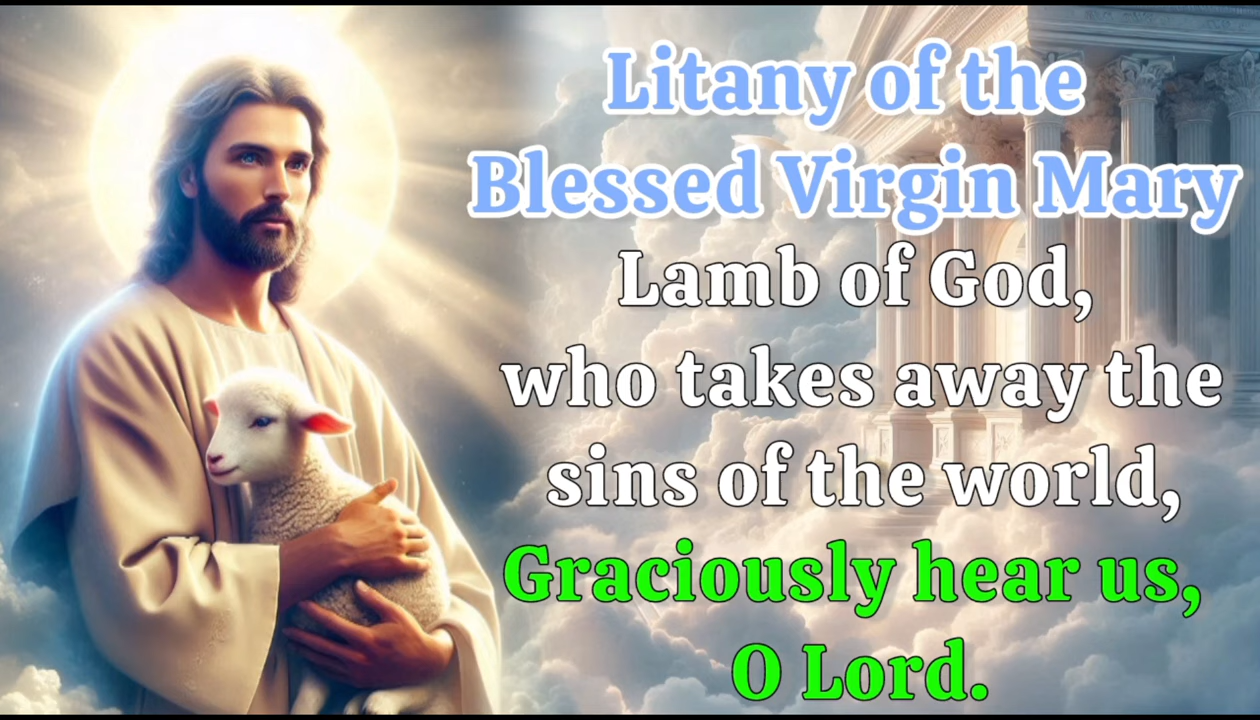 Litany of the
Blessed Virgin Mary
Lamb of God,
who takes away the
sins of the world,
Graciously hear us,
O Lord.